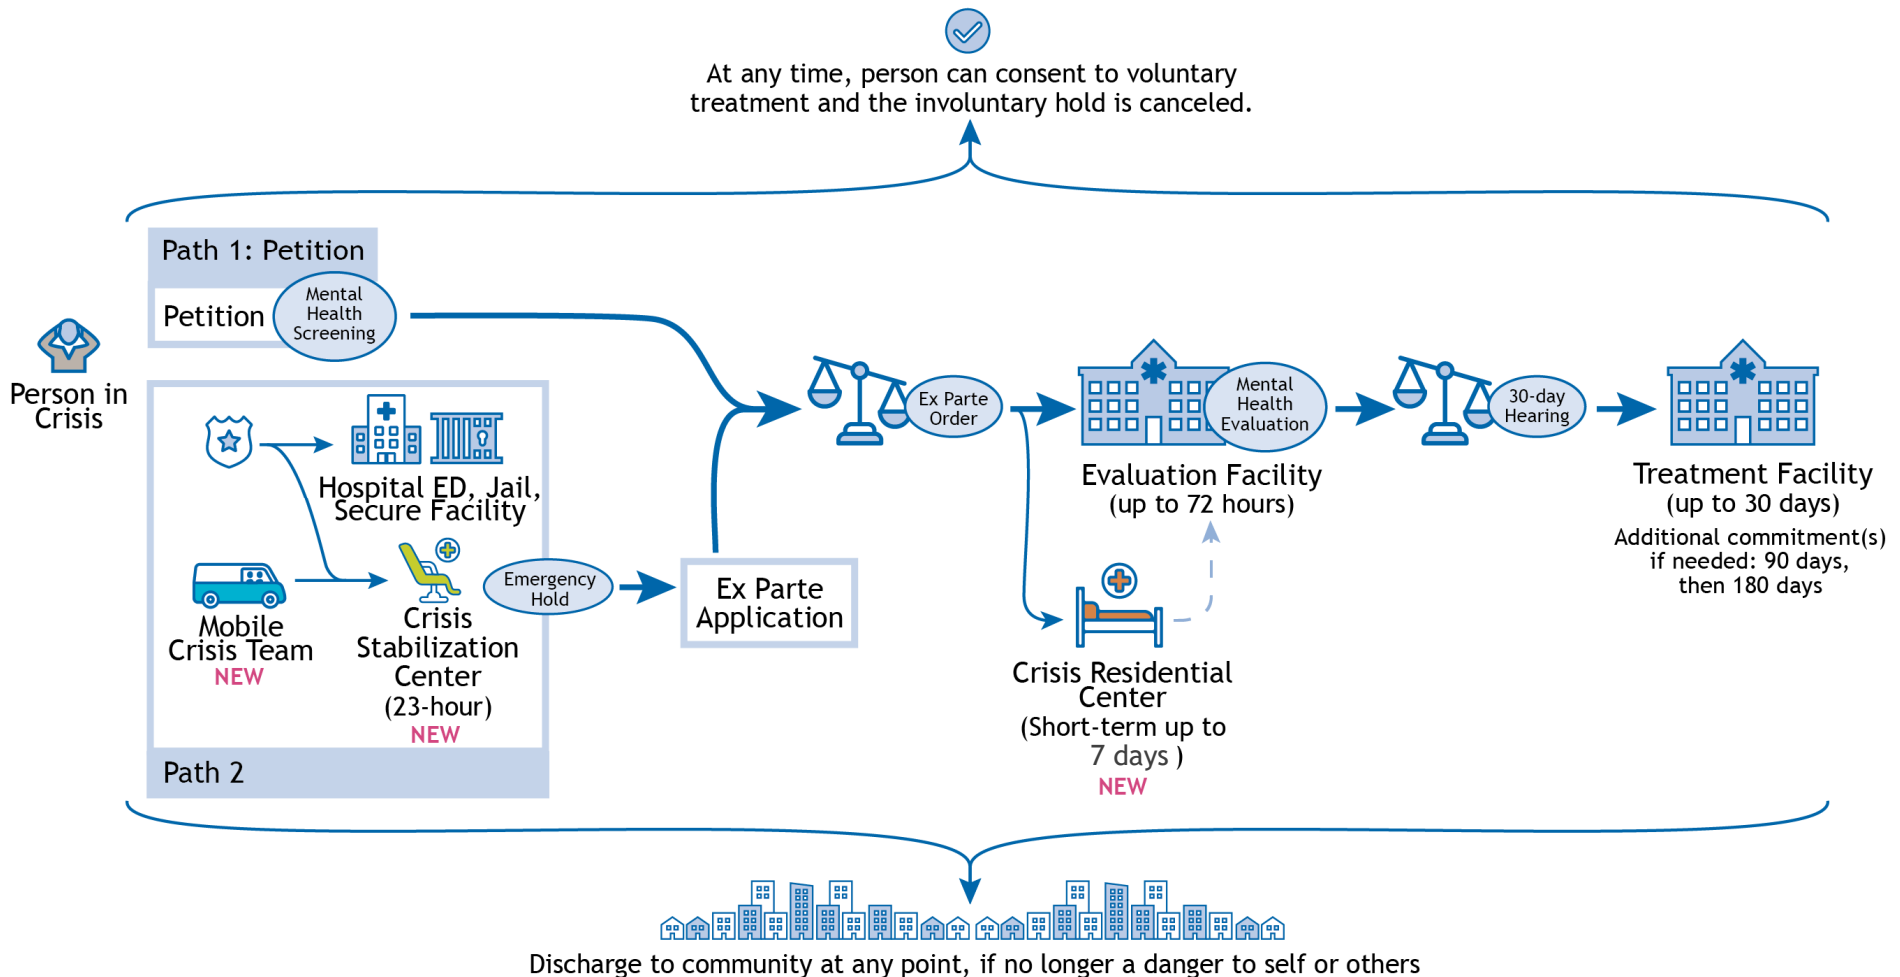 At any time, person can consent to voluntary
treatment and the involuntary hold is canceled.
Person in
Crisis
Path 1: Petition
Petition
Mental
Health
Screening
Hospital ED, Jail,
Secure Facility
Mobile
Crisis Team
NEW
Crisis
Stabilization
Center
(23-hour)
NEW
Emergency
Hold
Path 2
Ex Parte
Application
Ex Parte
Order
Mental
Health
Evaluation
Evaluation Facility
(up to 72 hours)
Crisis Residential
Center
(Short-term up to
7 days )
NEW
30-day
Hearing
Treatment Facility
(up to 30 days)
Additional commitment(s)
if needed: 90 days,
then 180 days
Discharge to community at any point, if no longer a danger to self or others